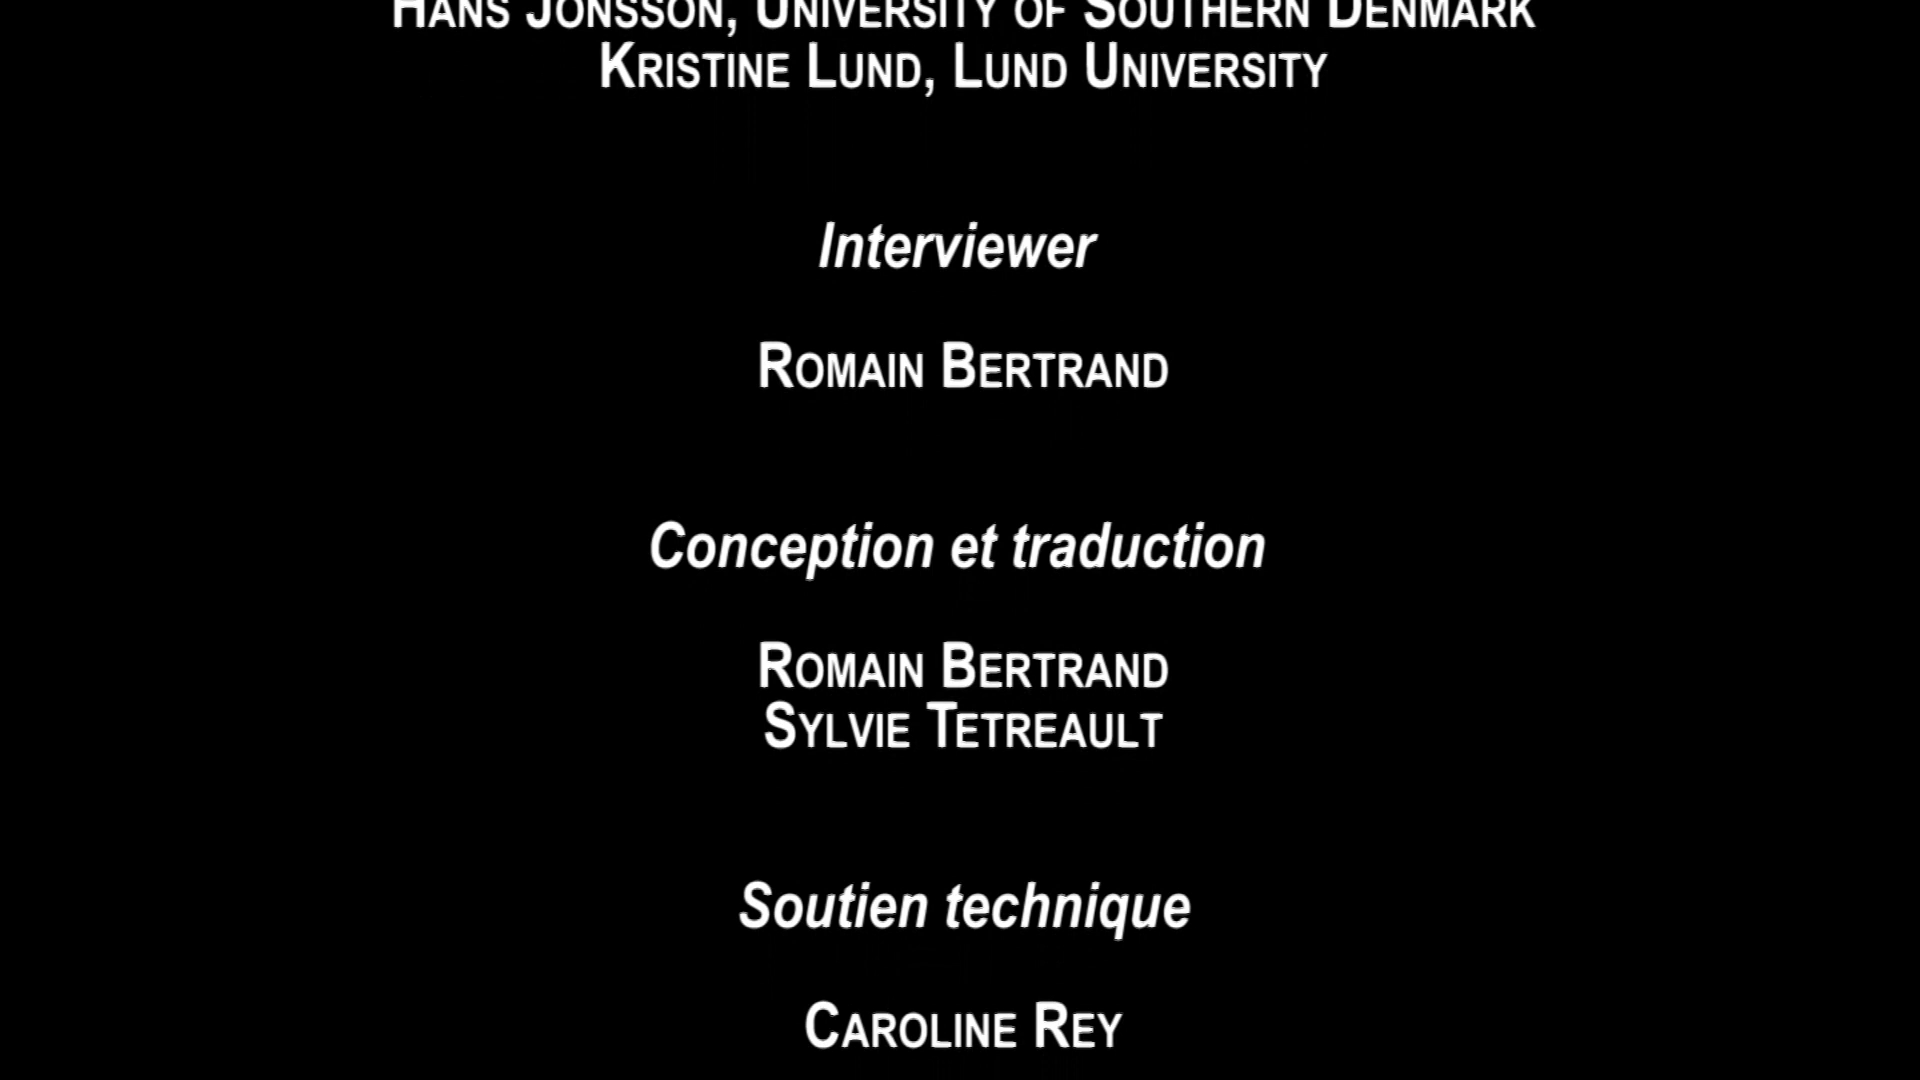 HANS JONSSON, UNIVERSITY OF SOUTHERN DENMARK
KRISTINE LUND, LUND UNIVERSITY
Interviewer
ROMAIN BERTRAND
Conception et traduction
ROMAIN BERTRAND
SYLVIE TETREAULT
Soutien technique
CAROLINE REY